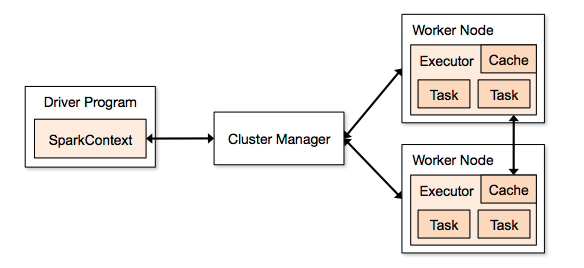 Driver Program
SparkContext
Cluster Manager
Worker Node
Executor
Cache
Task
Task
Worker Node
Executor
Cache
Task
Task